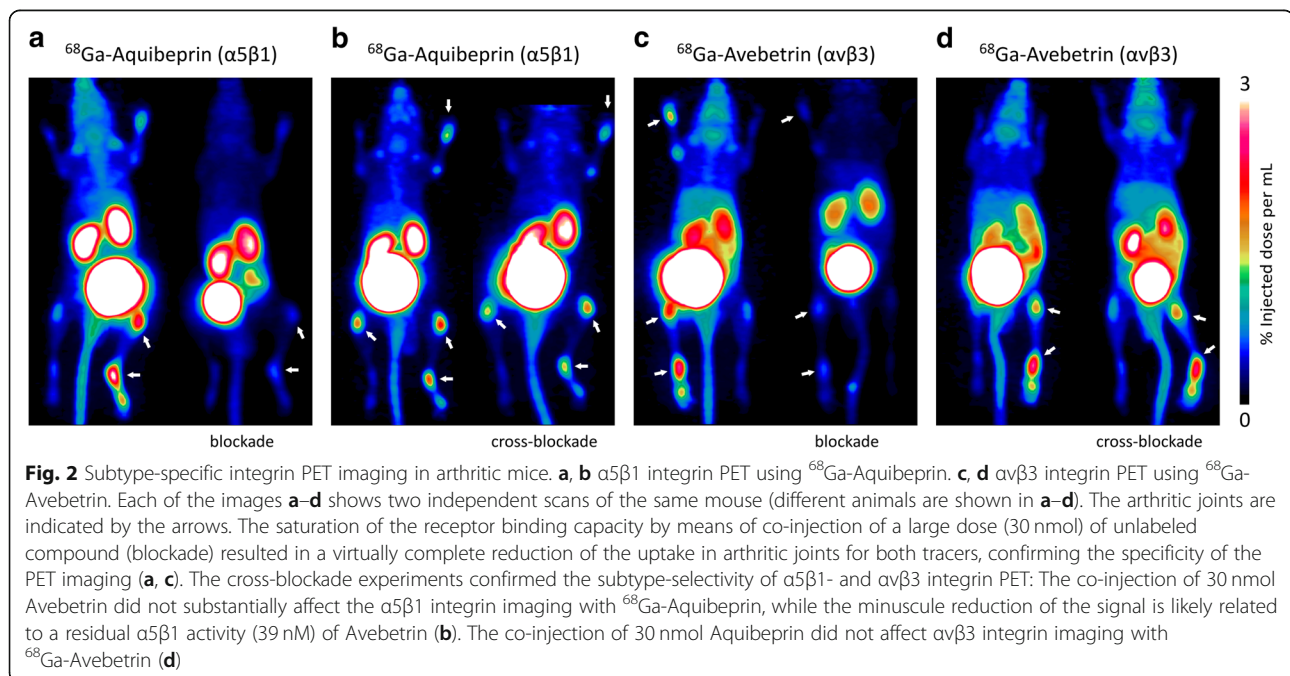 a
⁶⁸Ga-Aquibeprin (α5β1)
b
⁶⁸Ga-Aquibeprin (α5β1)
c
⁶⁸Ga-Avebetrin (αvβ3)
d
⁶⁸Ga-Avebetrin (αvβ3)
3
% Injected dose per mL
0
blockade
cross-blockade
blockade
cross-blockade
Fig. 2 Subtype-specific integrin PET imaging in arthritic mice. a, b α5β1 integrin PET using ⁶⁸Ga-Aquibeprin. c, d αvβ3 integrin PET using ⁶⁸Ga-
Avebetrin. Each of the images a–d shows two independent scans of the same mouse (different animals are shown in a–d). The arthritic joints are
indicated by the arrows. The saturation of the receptor binding capacity by means of co-injection of a large dose (30 nmol) of unlabeled
compound (blockade) resulted in a virtually complete reduction of the uptake in arthritic joints for both tracers, confirming the specificity of the
PET imaging (a, c). The cross-blockade experiments confirmed the subtype-selectivity of α5β1- and αvβ3 integrin PET: The co-injection of 30 nmol
Avebetrin did not substantially affect the α5β1 integrin imaging with ⁶⁸Ga-Aquibeprin, while the minuscule reduction of the signal is likely related
to a residual α5β1 activity (39 nM) of Avebetrin (b). The co-injection of 30 nmol Aquibeprin did not affect αvβ3 integrin imaging with
⁶⁸Ga-Avebetrin (d)